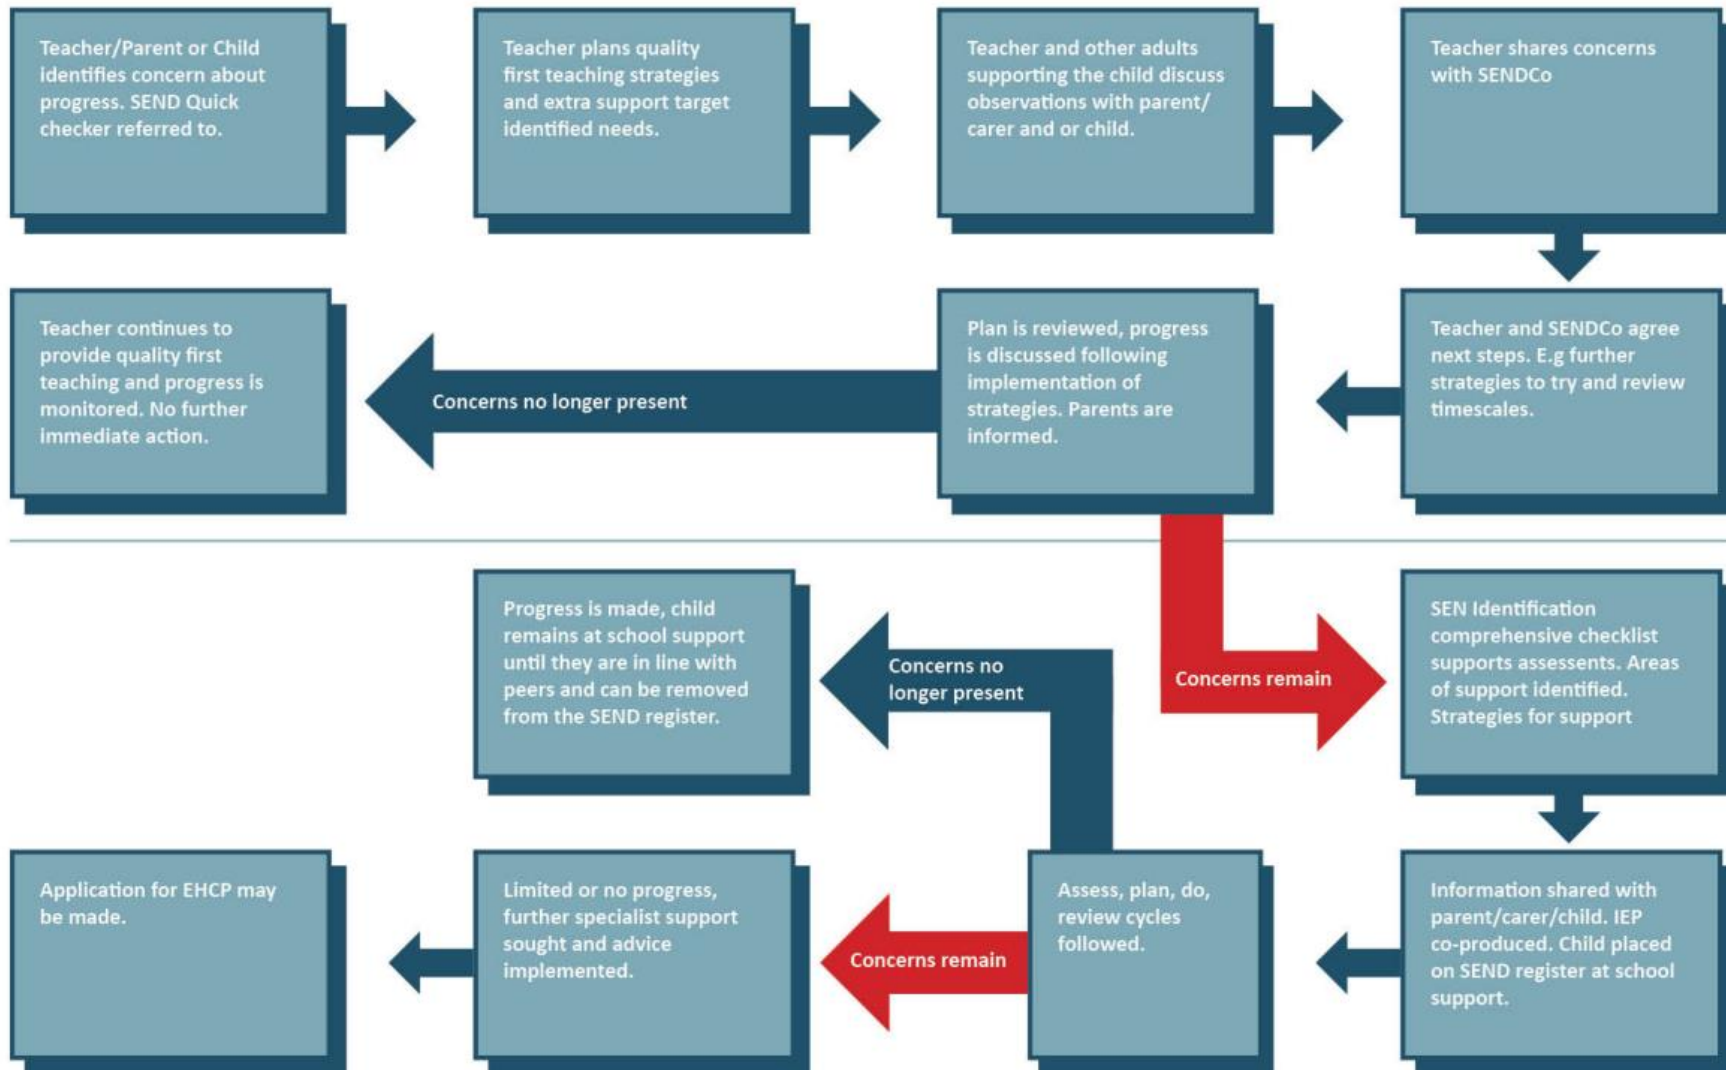 Teacher/Parent or Child
identifies concern about
progress. SEND Quick
checker referred to.
Teacher plans quality
first teaching strategies
and extra support target
identified needs.
Teacher and other adults
supporting the child discuss
observations with parent/
carer and or child.
Teacher shares concerns
with SENDCo
Teacher and SENDCo agree
next steps. E.g further
strategies to try and review
timescales.
Plan is reviewed, progress
is discussed following
implementation of
strategies. Parents are
informed.
Concerns no longer present
Teacher continues to
provide quality first
teaching and progress is
monitored. No further
immediate action.
Concerns remain
SEN Identification
comprehensive checklist
supports assessents. Areas
of support identified.
Strategies for support
Information shared with
parent/carer/child. IEP
co-produced. Child placed
on SEND register at school
support.
Assess, plan, do,
review cycles
followed.
Concerns no
longer present
Progress is made, child
remains at school support
until they are in line with
peers and can be removed
from the SEND register.
Concerns remain
Limited or no progress,
further specialist support
sought and advice
implemented.
Application for EHCP may
be made.